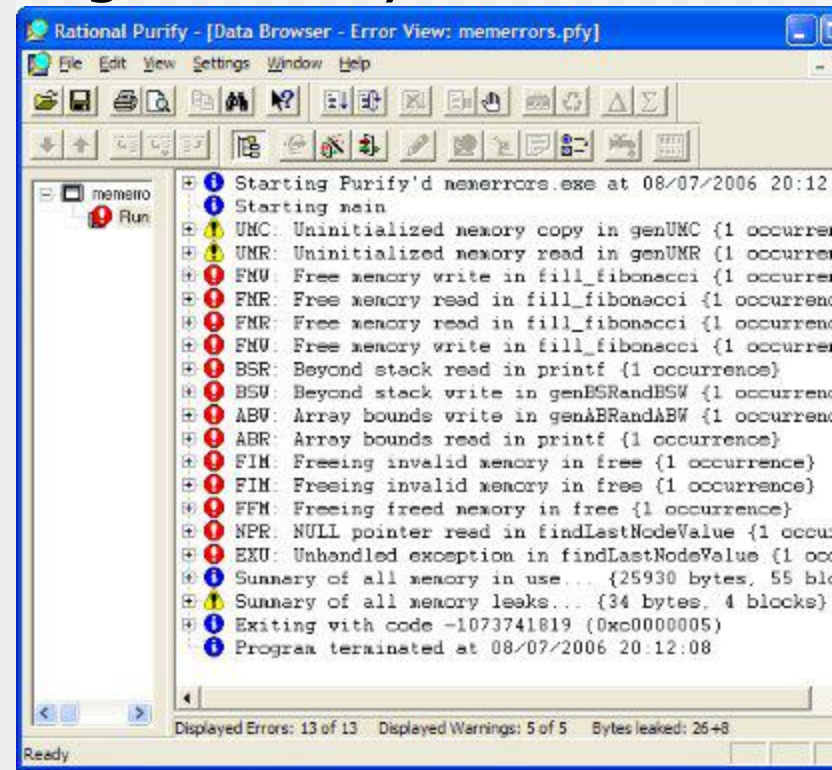 Rational Purify - [Data Browser - Error View: memerrors.pfy]
File Edit View Settings Window Help
memerro
Run
Starting Purify'd memerrors.exe at 08/07/2006 20:12
Starting main
UMC: Uninitialized memory copy in genUMC {1 occurren
UMR: Uninitialized memory read in genUMR {1 occurren
FMW: Free memory write in fill_fibonacci {1 occurren
FMR: Free memory read in fill_fibonacci {1 occurrenc
FMR: Free memory read in fill_fibonacci {1 occurrenc
FMW: Free memory write in fill_fibonacci {1 occurren
BSR: Beyond stack read in printf {1 occurrence}
BSW: Beyond stack write in genBSRandBSW {1 occurrenc
ABW: Array bounds write in genABRandABW {1 occurrenc
ABR: Array bounds read in printf {1 occurrence}
FIM: Freeing invalid memory in free {1 occurrence}
FIM: Freeing invalid memory in free {1 occurrence}
FFM: Freeing freed memory in free {1 occurrence}
NPR: NULL pointer read in findLastNodeValue {1 occur
EXU: Unhandled exception in findLastNodeValue {1 occ
Summary of all memory in use... {25930 bytes, 55 blo
Summary of all memory leaks... {34 bytes, 4 blocks}
Exiting with code -1073741819 (0xc0000005)
Program terminated at 08/07/2006 20:12:08
Displayed Errors: 13 of 13 Displayed Warnings: 5 of 5 Bytes leaked: 26+8
Ready